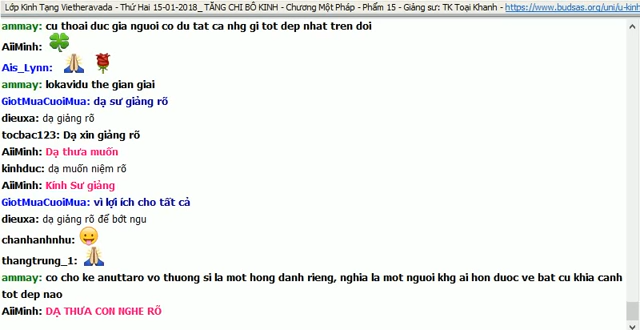 Lớp Kinh Tạng Vietheravada - Thứ Hai 15-01-2018_ TĂNG CHI BỘ KINH - Chương Một Pháp - Phẩm 15 - Giảng sư: TK Toại Khanh - https://www.budsas.org/uni/u-kinh
ammay: cu thoai duc gia nguoi co du tat ca nhg gi tot dep nhat tren doi
AiiMinh:
Ais_Lynn:
ammay: lokavidu the gian giai
GiotMuaCuoiMua: dạ sư giảng rõ
dieuxa: dạ giảng rõ
tocbac123: Dạ xin giảng rõ
AiiMinh: Dạ thưa muốn
kinhduc: dạ muốn niệm rõ
AiiMinh: Kính Sư giảng
GiotMuaCuoiMua: vì lợi ích cho tất cả
dieuxa: dạ giảng rõ để bớt ngu
chanhanhnhu:
thangtrung_1:
ammay: co cho ke anuttaro vo thuong si la mot hong danh rieng, nghia la mot nguoi khg ai hon duoc ve bat cu khia canh
tot dep nao
AiiMinh: DẠ THƯA CON NGHE RÕ